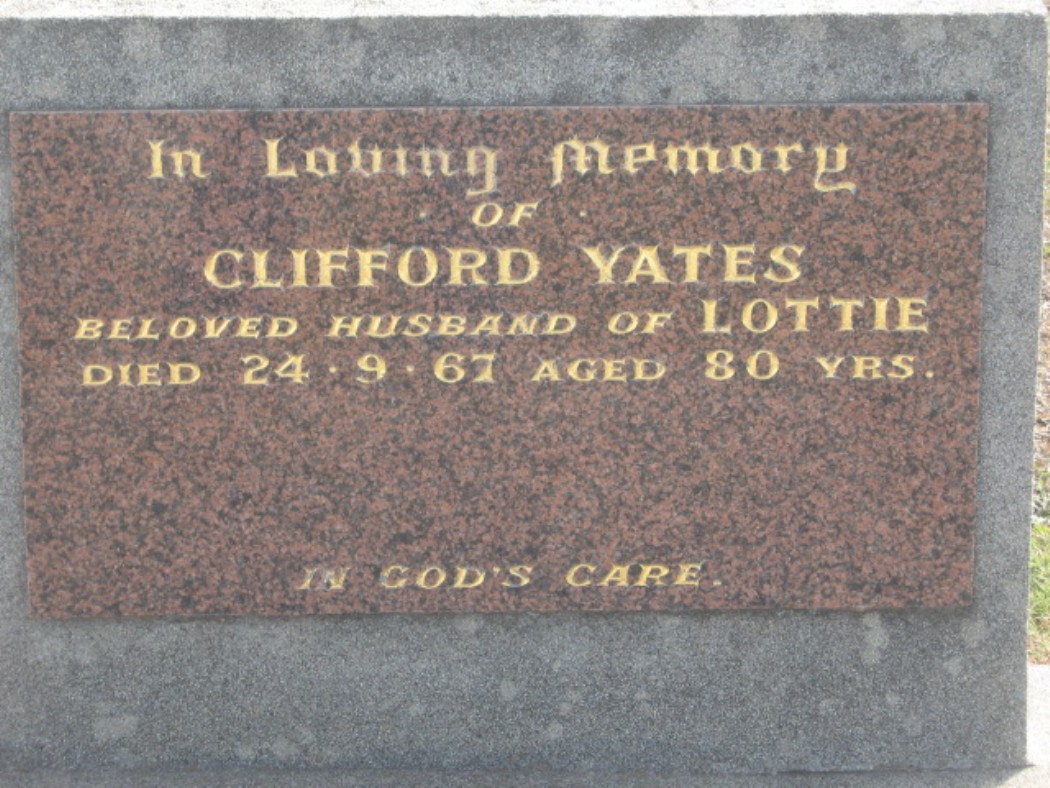 In Loving Memory
OF
CLIFFORD YATES
BELOVED HUSBAND OF LOTTIE
DIED 24·9·67 AGED 80 YRS.
IN GOD'S CARE.